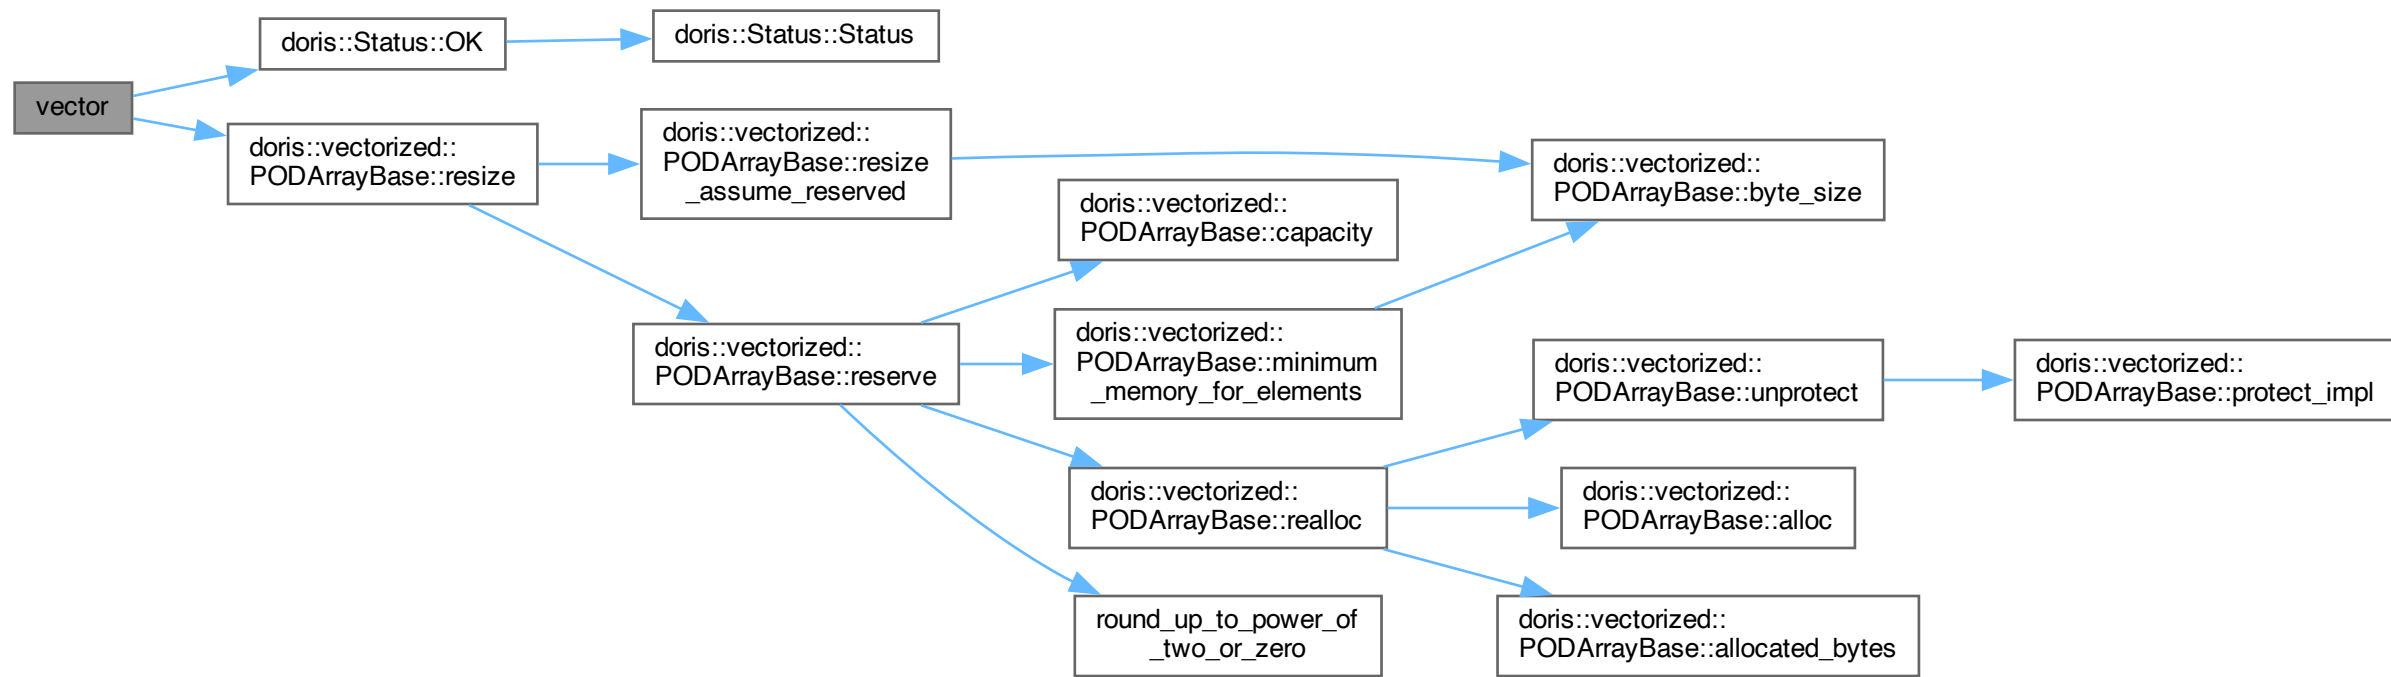 vector
doris::Status::OK
doris::Status::Status
doris::vectorized::
PODArrayBase::resize
doris::vectorized::
PODArrayBase::resize
_assume_reserved
doris::vectorized::
PODArrayBase::byte_size
doris::vectorized::
PODArrayBase::capacity
doris::vectorized::
PODArrayBase::reserve
doris::vectorized::
PODArrayBase::minimum
_memory_for_elements
doris::vectorized::
PODArrayBase::unprotect
doris::vectorized::
PODArrayBase::protect_impl
doris::vectorized::
PODArrayBase::realloc
doris::vectorized::
PODArrayBase::alloc
round_up_to_power_of
_two_or_zero
doris::vectorized::
PODArrayBase::allocated_bytes